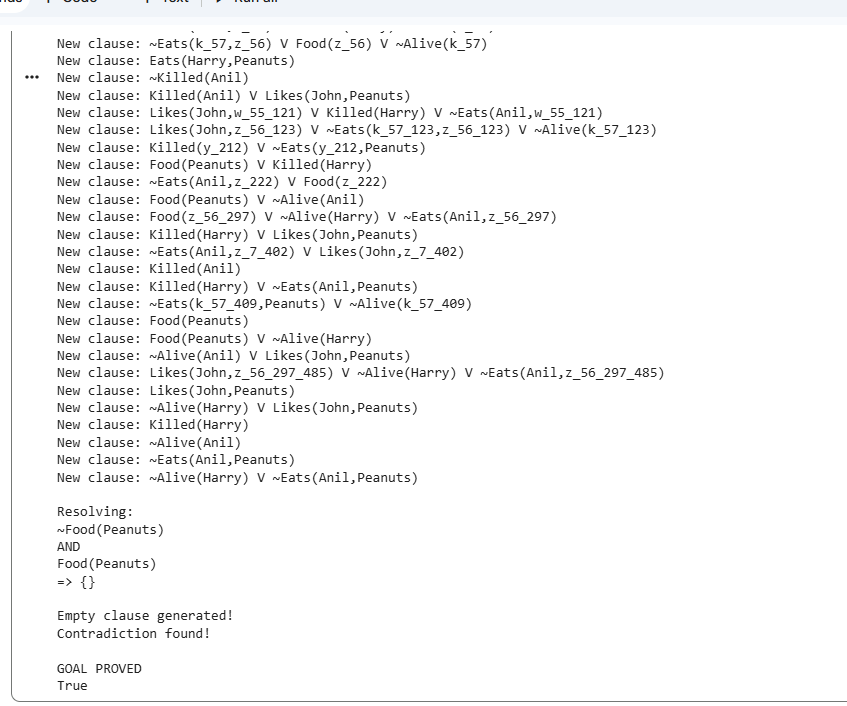 New clause: ~Eats(k_57,z_56) V Food(z_56) V ~Alive(k_57)
New clause: Eats(Harry,Peanuts)
New clause: ~Killed(Anil)
New clause: Killed(Anil) V Likes(John,Peanuts)
New clause: Likes(John,w_55_121) V Killed(Harry) V ~Eats(Anil,w_55_121)
New clause: Likes(John,z_56_123) V ~Eats(k_57_123,z_56_123) V ~Alive(k_57_123)
New clause: Killed(y_212) V ~Eats(y_212,Peanuts)
New clause: Food(Peanuts) V Killed(Harry)
New clause: ~Eats(Anil,z_222) V Food(z_222)
New clause: Food(Peanuts) V ~Alive(Anil)
New clause: Food(z_56_297) V ~Alive(Harry) V ~Eats(Anil,z_56_297)
New clause: Killed(Harry) V Likes(John,Peanuts)
New clause: ~Eats(Anil,z_7_402) V Likes(John,z_7_402)
New clause: Killed(Anil)
New clause: Killed(Harry) V ~Eats(Anil,Peanuts)
New clause: ~Eats(k_57_409,Peanuts) V ~Alive(k_57_409)
New clause: Food(Peanuts)
New clause: Food(Peanuts) V ~Alive(Harry)
New clause: ~Alive(Anil) V Likes(John,Peanuts)
New clause: Likes(John,z_56_297_485) V ~Alive(Harry) V ~Eats(Anil,z_56_297_485)
New clause: Likes(John,Peanuts)
New clause: ~Alive(Harry) V Likes(John,Peanuts)
New clause: Killed(Harry)
New clause: ~Alive(Anil)
New clause: ~Eats(Anil,Peanuts)
New clause: ~Alive(Harry) V ~Eats(Anil,Peanuts)
Resolving:
~Food(Peanuts)
AND
Food(Peanuts)
=> {}
Empty clause generated!
Contradiction found!
GOAL PROVED
True